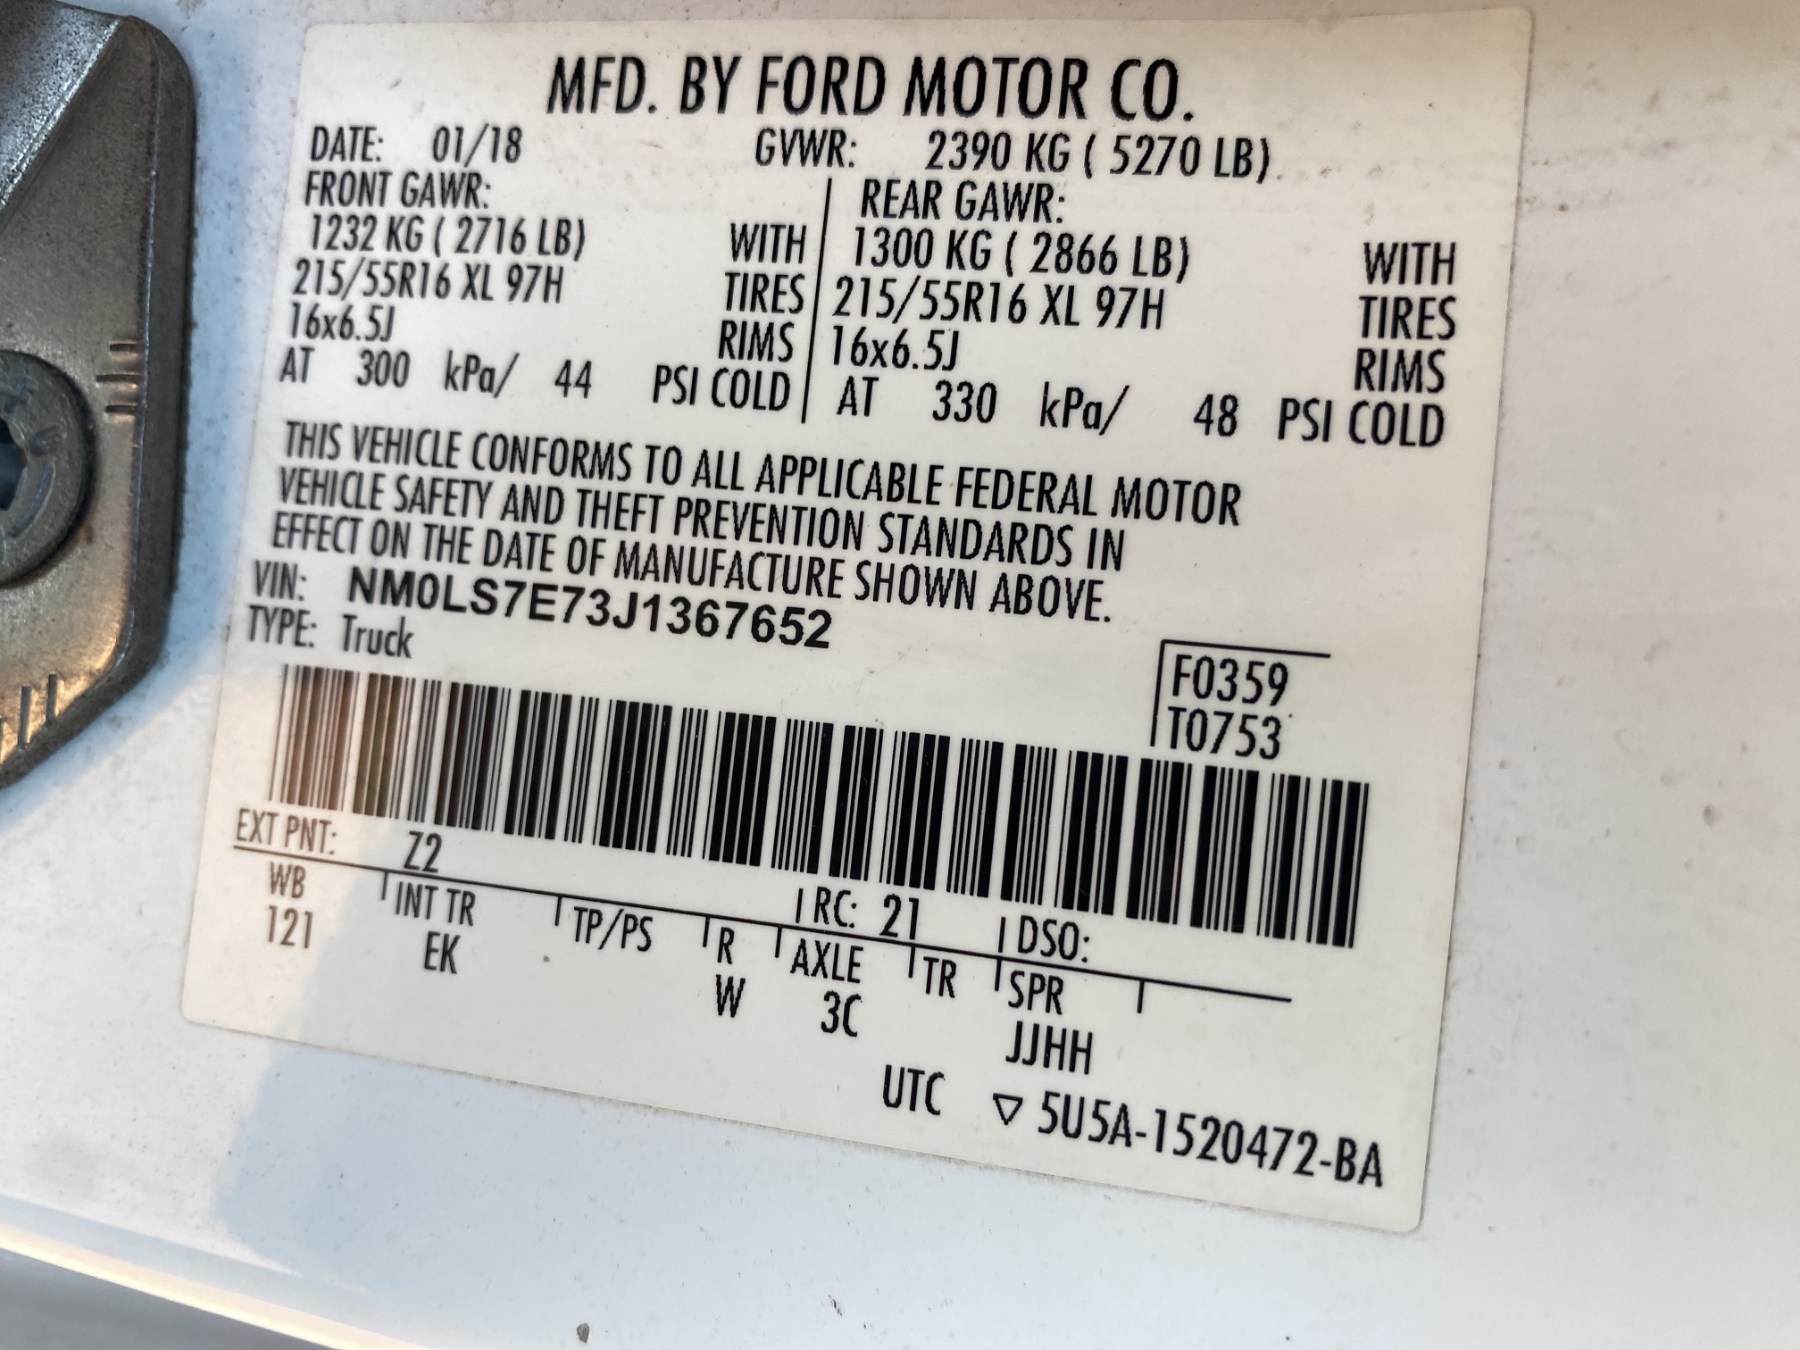 MFD. BY FORD MOTOR CO.
DATE: 01/18 GVWR: 2390 KG ( 5270 LB)
FRONT GAWR: REAR GAWR:
1232 KG ( 2716 LB) WITH 1300 KG ( 2866 LB) WITH
215/55R16 XL 97H TIRES 215/55R16 XL 97H TIRES
16x6.5J RIMS 16x6.5J RIMS
AT 300 kPa/ 44 PSI COLD AT 330 kPa/ 48 PSI COLD
THIS VEHICLE CONFORMS TO ALL APPLICABLE FEDERAL MOTOR
VEHICLE SAFETY AND THEFT PREVENTION STANDARDS IN
EFFECT ON THE DATE OF MANUFACTURE SHOWN ABOVE.
VIN: NM0LS7E73J1367652
TYPE: Truck
F0359
T0753
EXT PNT: Z2 RC: 21 DSO:
WB INT TR TP/PS R AXLE TR SPR
121 EK W 3C JJHH
UTC ▽ 5U5A-1520472-BA